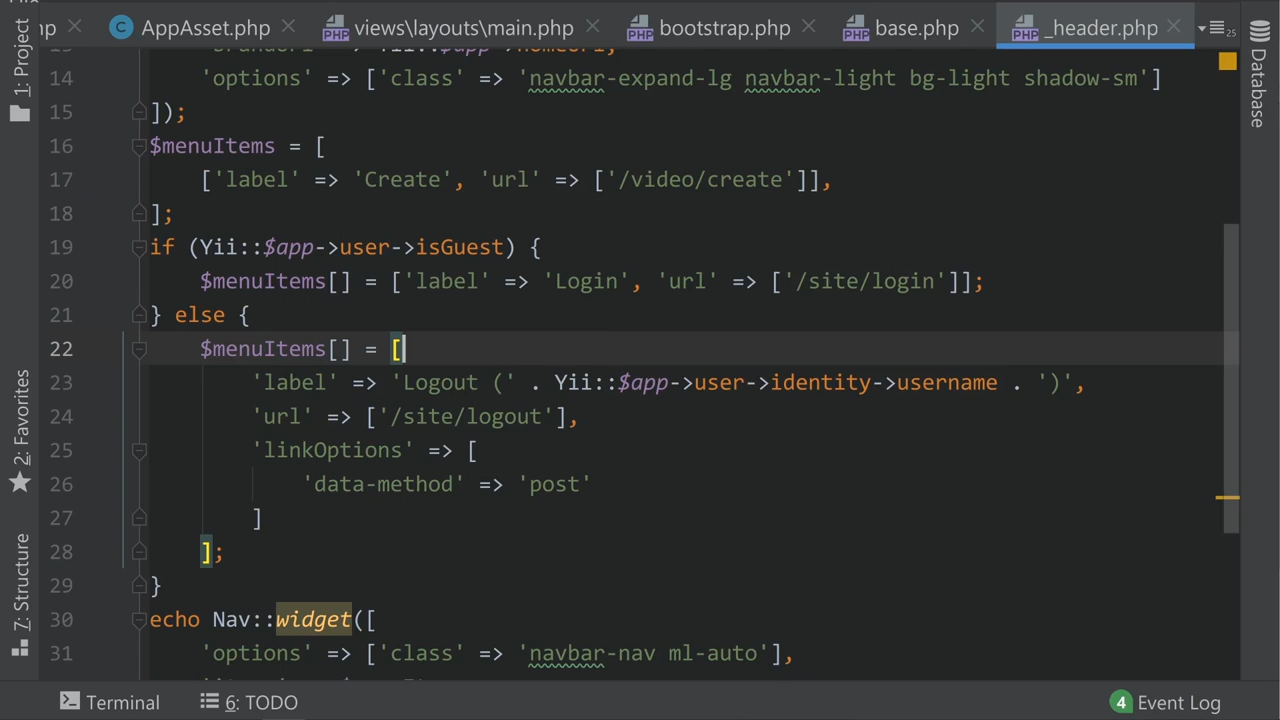 AppAsset.php
views\layouts\main.php
bootstrap.php
base.php
_header.php
25
1: Project
2: Favorites
7: Structure
Database
14 'options' => ['class' => 'navbar-expand-lg navbar-light bg-light shadow-sm']
15 ]);
16 $menuItems = [
17 ['label' => 'Create', 'url' => ['/video/create']],
18 ];
19 if (Yii::$app->user->isGuest) {
20 $menuItems[] = ['label' => 'Login', 'url' => ['/site/login']];
21 } else {
22 $menuItems[] = [
23 'label' => 'Logout (' . Yii::$app->user->identity->username . ')',
24 'url' => ['/site/logout'],
25 'linkOptions' => [
26 'data-method' => 'post'
27 ]
28 ];
29 }
30 echo Nav::widget([
31 'options' => ['class' => 'navbar-nav ml-auto'],
Terminal
6: TODO
4 Event Log